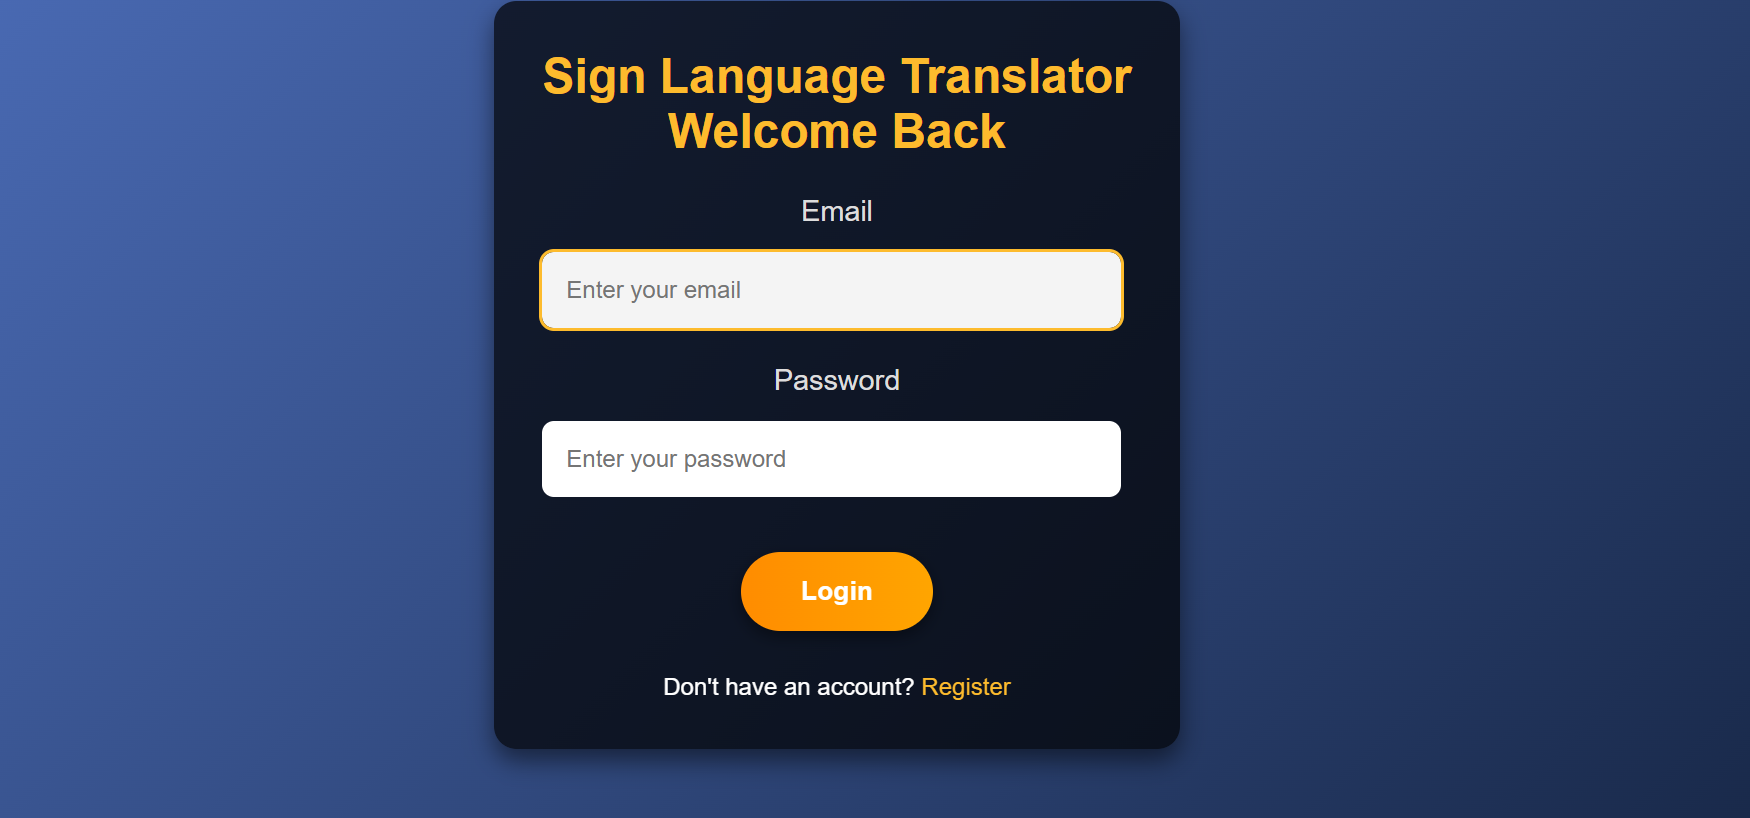 Sign Language Translator
Welcome Back
Email
Enter your email
Password
Enter your password
Login
Don't have an account? Register